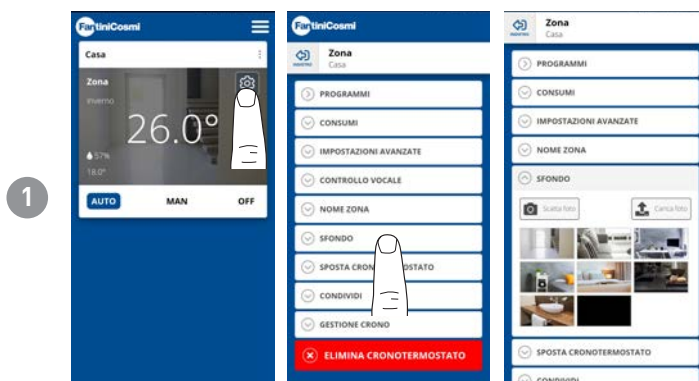 1
FantiniCosmi
Casa
Zona
Inverno
26.0°
57%
18.0°
AUTO MAN OFF
FantiniCosmi
INDIETRO
Zona
Casa
PROGRAMMI
CONSUMI
IMPOSTAZIONI AVANZATE
CONTROLLO VOCALE
NOME ZONA
SFONDO
SPOSTA CRON OSTATO
CONDIVIDI
GESTIONE CRONO
ELIMINA CRONOTERMOSTATO
INDIETRO
Zona
Casa
PROGRAMMI
CONSUMI
IMPOSTAZIONI AVANZATE
NOME ZONA
SFONDO
Scatta foto
Carica foto
SPOSTA CRONOTERMOSTATO
CONDIVIDI